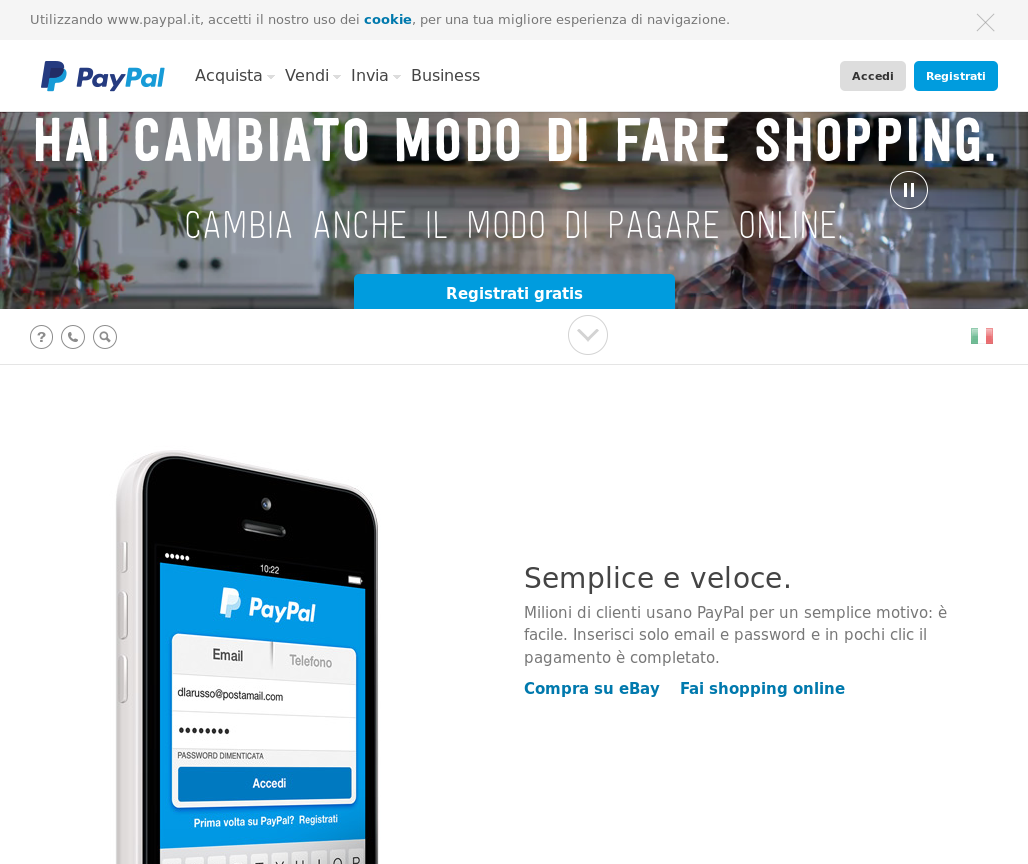 Utilizzando www.paypal.it, accetti il nostro uso dei cookie, per una tua migliore esperienza di navigazione.
PayPal Acquista Vendi Invia Business Accedi Registrati
HAI CAMBIATO MODO DI FARE SHOPPING.
CAMBIA ANCHE IL MODO DI PAGARE ONLINE.
Registrati gratis
10:22
PayPal
Email Telefono
dlarusso@postamail.com
PASSWORD DIMENTICATA
Accedi
Prima volta su PayPal? Registrati
Semplice e veloce.
Milioni di clienti usano PayPal per un semplice motivo: è
facile. Inserisci solo email e password e in pochi clic il
pagamento è completato.
Compra su eBay Fai shopping online